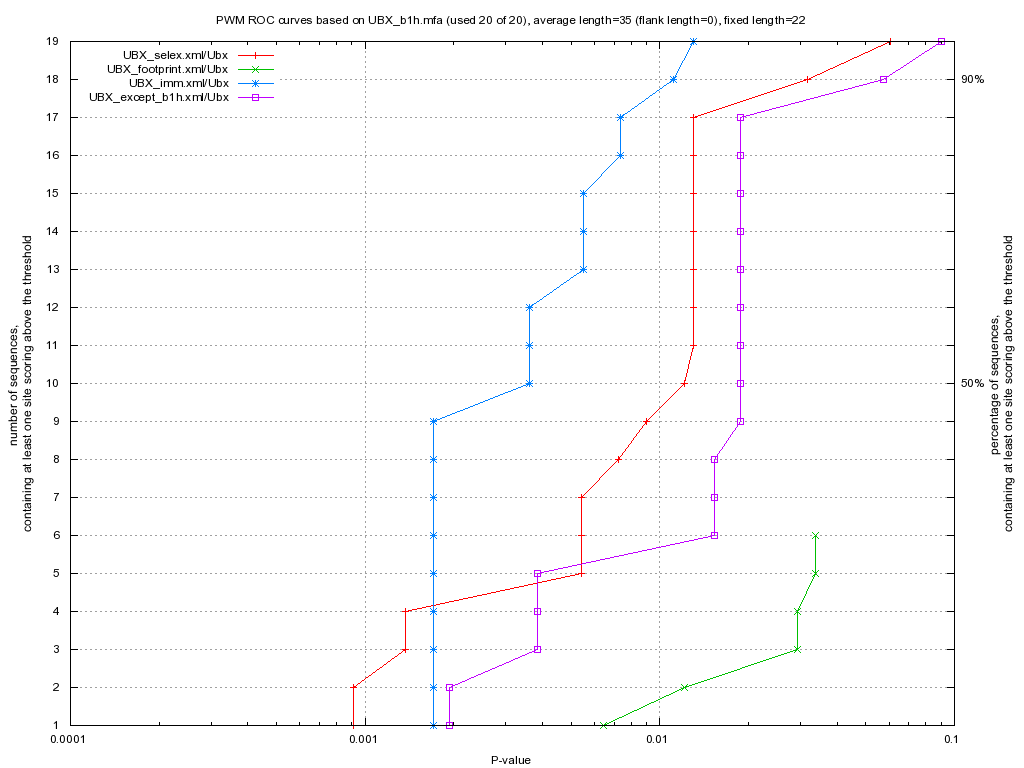 PWM ROC curves based on UBX_b1h.mfa (used 20 of 20), average length=35 (flank length=0), fixed length=22
UBX_selex.xml/Ubx
UBX_footprint.xml/Ubx
UBX_imm.xml/Ubx
UBX_except_b1h.xml/Ubx
19
18
17
16
15
14
13
12
11
10
9
8
7
6
5
4
3
2
1
90%
50%
0.0001
0.001
0.01
0.1
P-value
number of sequences,
containing at least one site scoring above the threshold
percentage of sequences,
containing at least one site scoring above the threshold